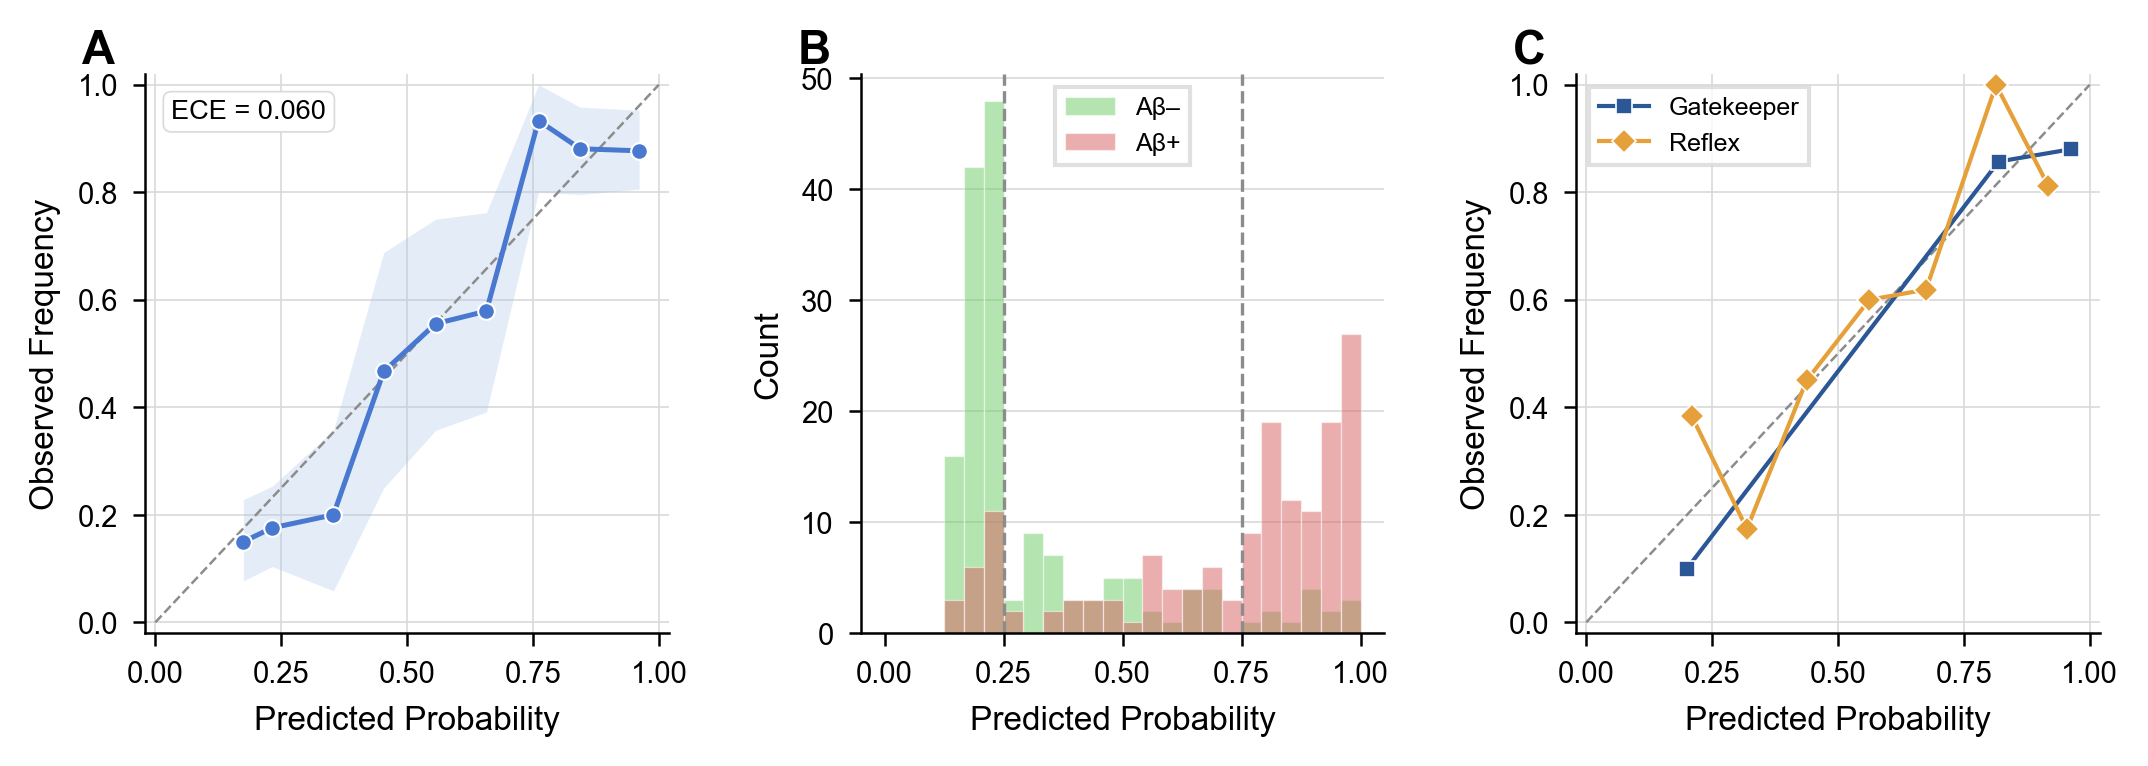 A
ECE = 0.060
1.0
0.8
0.6
0.4
0.2
0.0
Observed Frequency
0.00 0.25 0.50 0.75 1.00
Predicted Probability
B
Aβ–
Aβ+
50
40
30
20
10
0
Count
0.00 0.25 0.50 0.75 1.00
Predicted Probability
C
Gatekeeper
Reflex
1.0
0.8
0.6
0.4
0.2
0.0
Observed Frequency
0.00 0.25 0.50 0.75 1.00
Predicted Probability